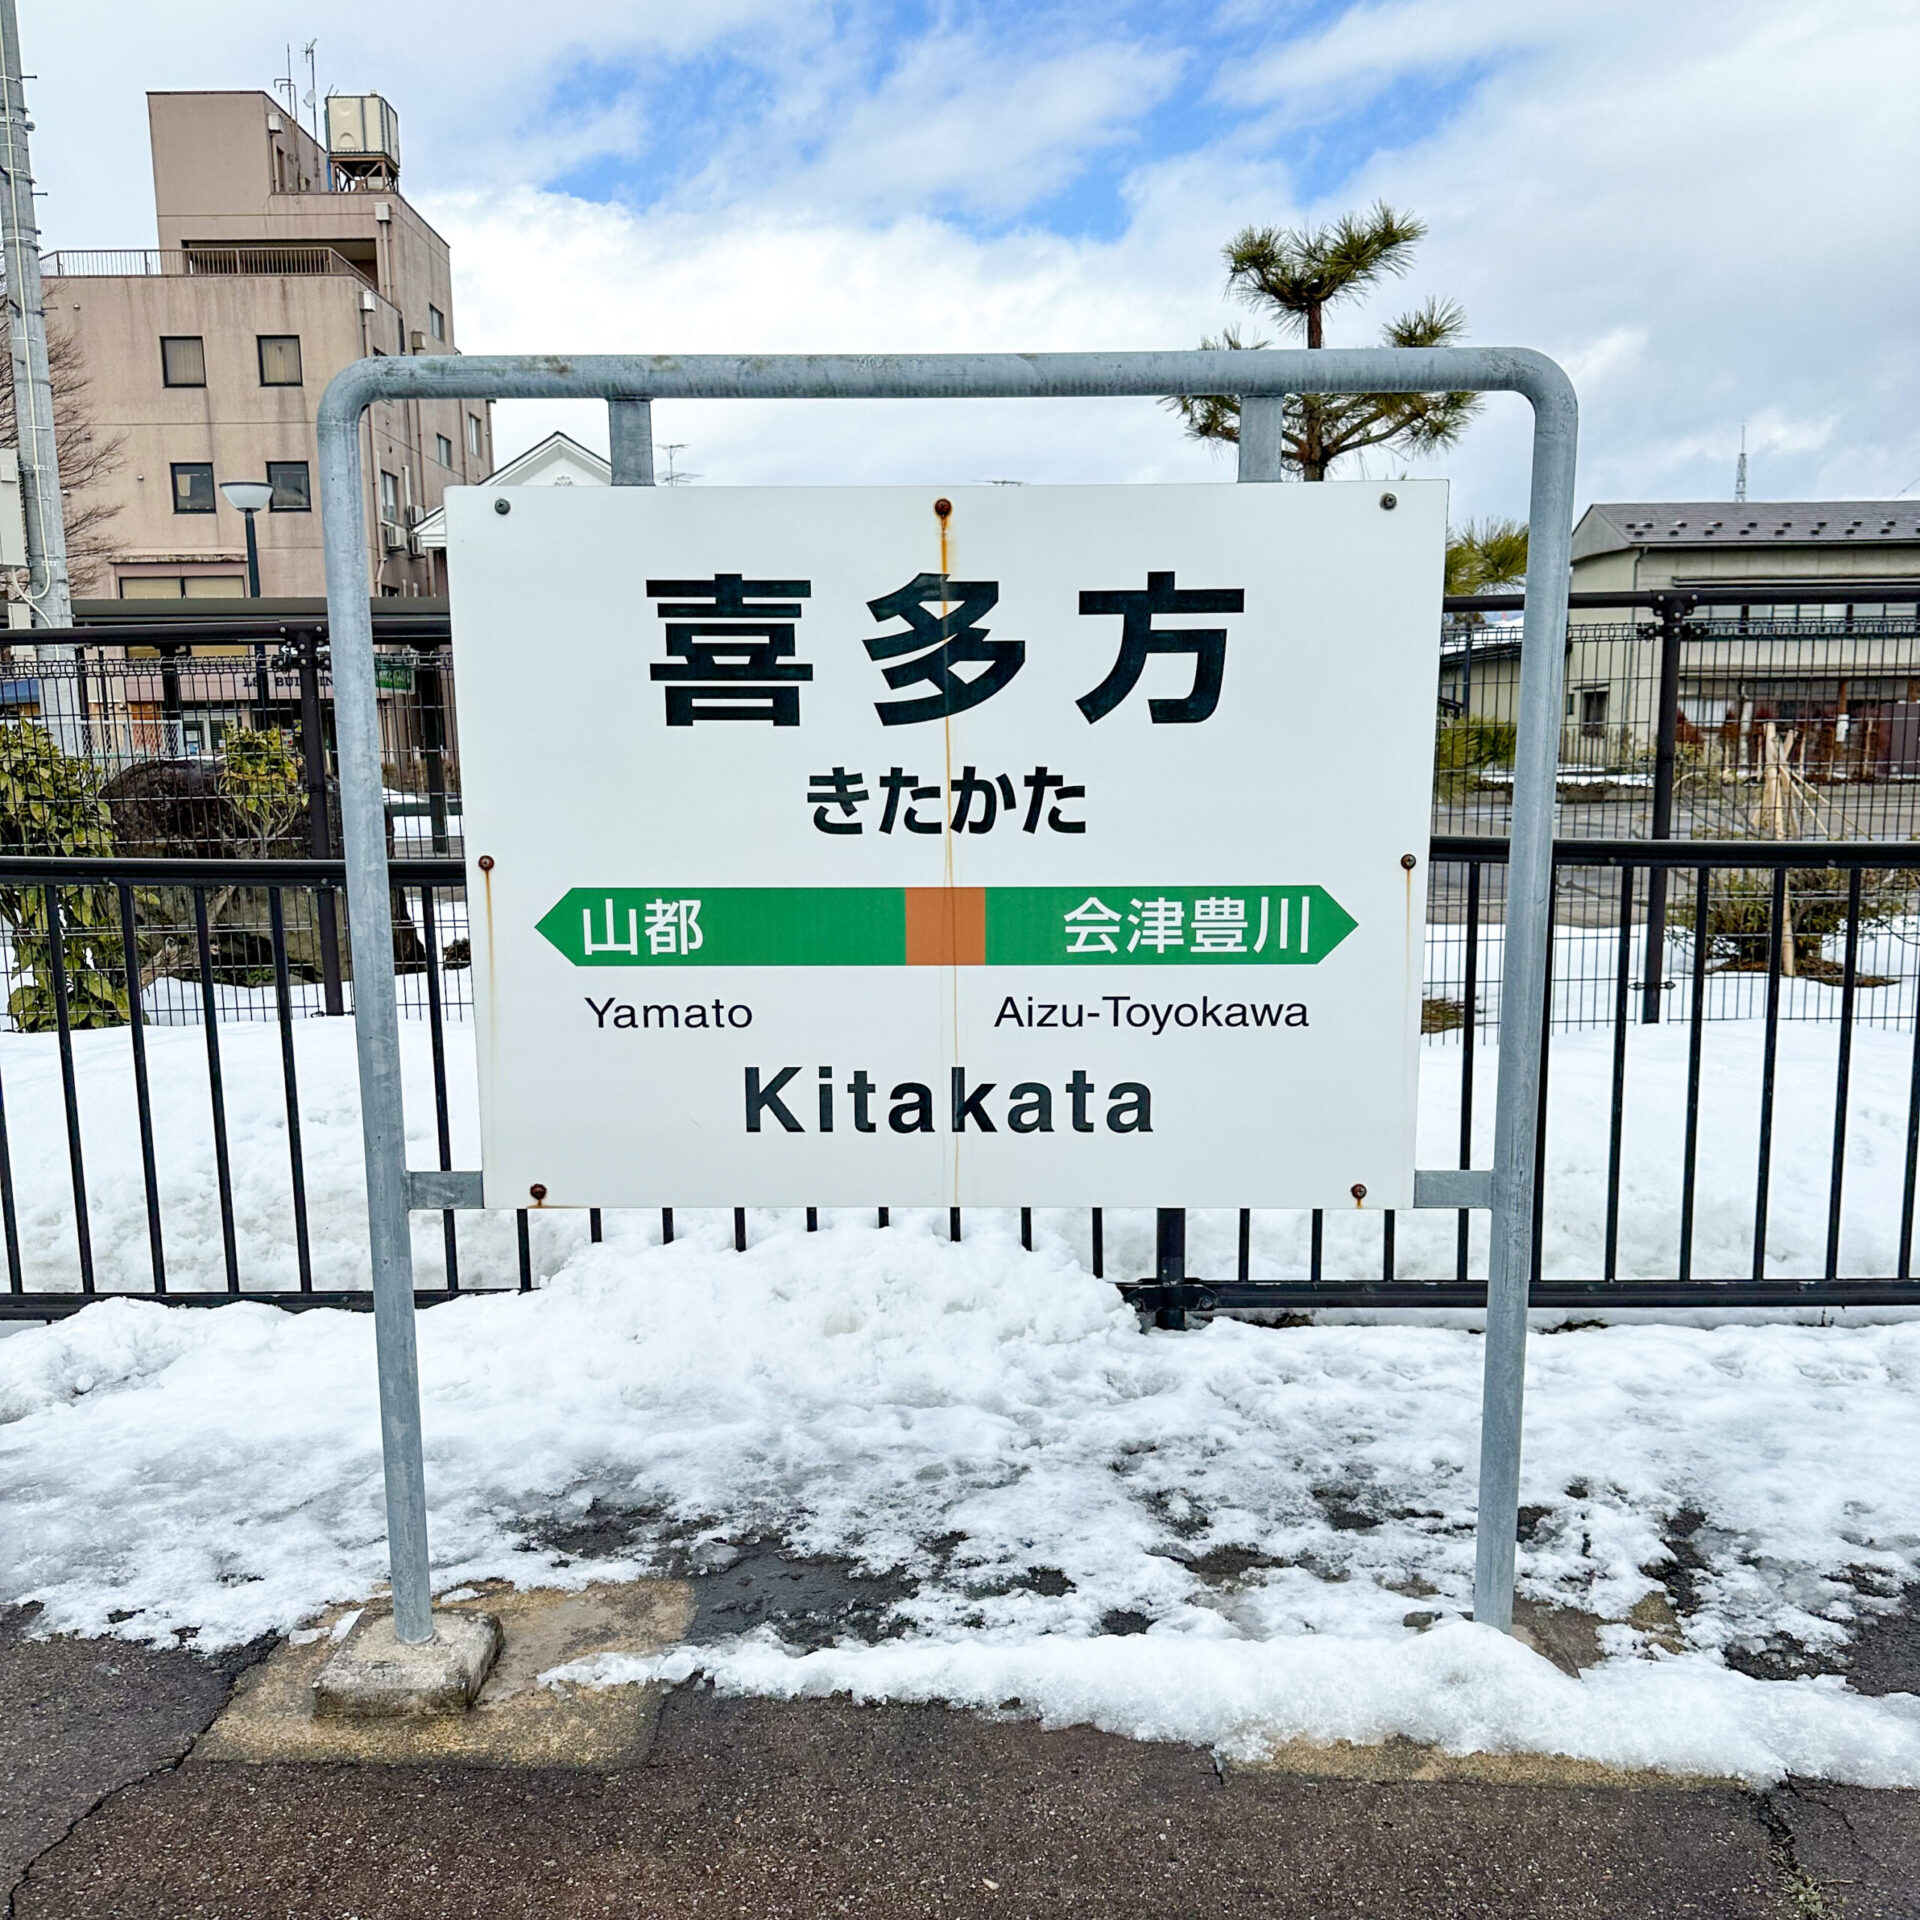 喜多方
きたかた
山都 会津豊川
Yamato Aizu-Toyokawa
Kitakata